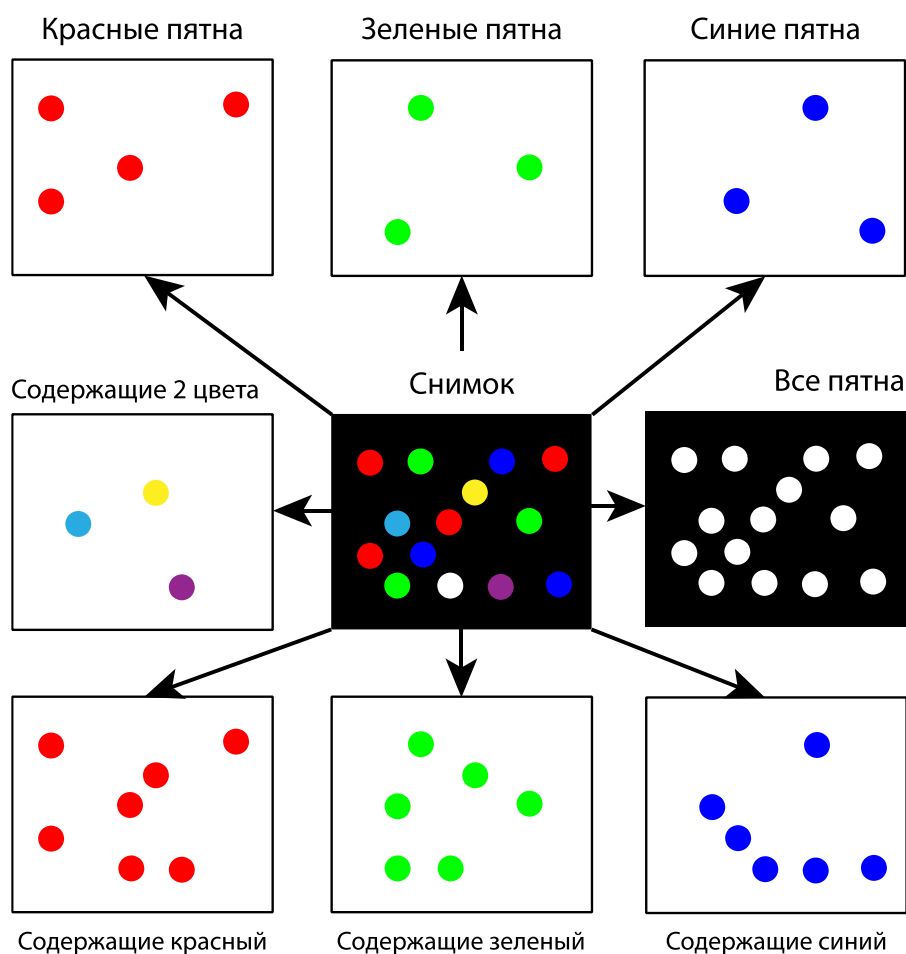 Красные пятна
Зеленые пятна
Синие пятна
Содержащие 2 цвета
Снимок
Все пятна
Содержащие красный
Содержащие зеленый
Содержащие синий